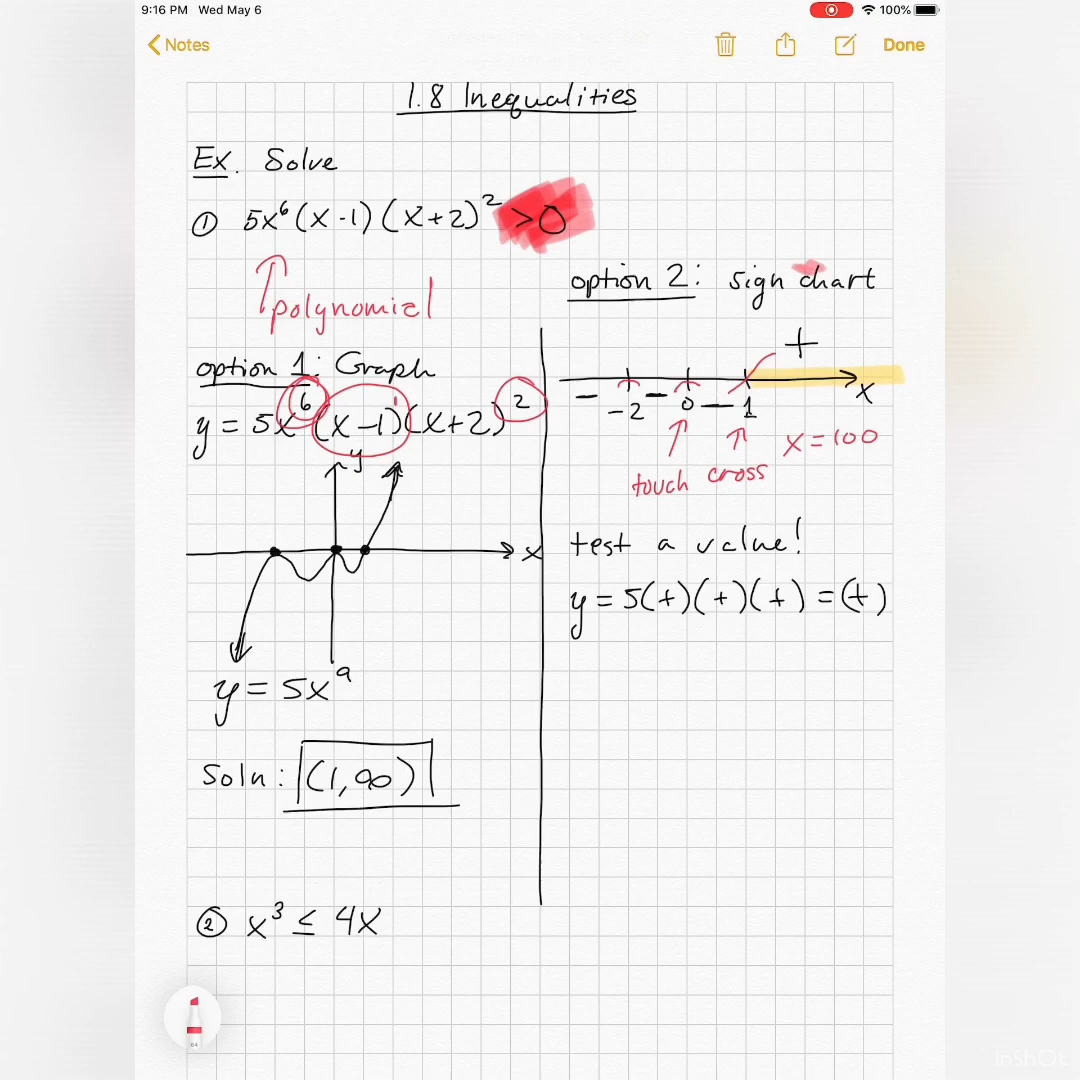 9:16 PM Wed May 6
100%
Notes
Done
1.8 Inequalities
Ex. Solve
① 5x⁶(x-1)(x+2)² >0
polynomial
option 1: Graph
y = 5x⁶(x-1)¹(x+2)²
y
x
y = 5x⁹
Soln: (1,∞)
option 2: sign chart
+
- - -
-2 0 1 x
touch cross x=100
test a value!
y = 5(+)(+)(+) = (+)
② x³ ≤ 4x
64
InShOt